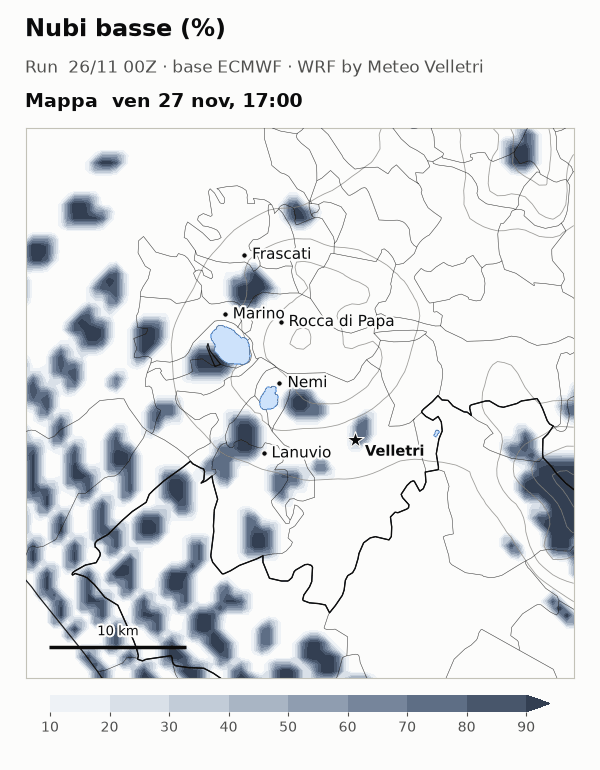 Nubi basse (%)
Run  26/11 00Z · base ECMWF · WRF by Meteo Velletri
Mappa  ven 27 nov, 17:00
Frascati
Marino
Rocca di Papa
Nemi
Velletri
Lanuvio
10 km
10 20 30 40 50 60 70 80 90